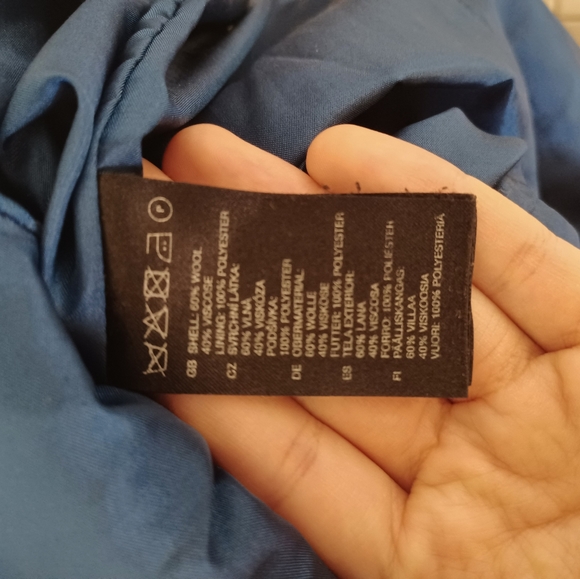 P
GB SHELL: 60% WOOL
40% VISCOSE
LINING: 100% POLYESTER
CZ SVRCHNÍ LÁTKA:
60% VLNA
40% VISKÓZA
PODŠÍVKA:
100% POLYESTER
DE OBERMATERIAL:
60% WOLLE
40% VISKOSE
FUTTER: 100% POLYESTER
ES TELA EXTERIOR:
60% LANA
40% VISCOSA
FORRO: 100% POLIESTER
FI PÄÄLLISKANGAS:
60% VILLAA
40% VISKOOSIA
VUORI: 100% POLYESTERIÄ